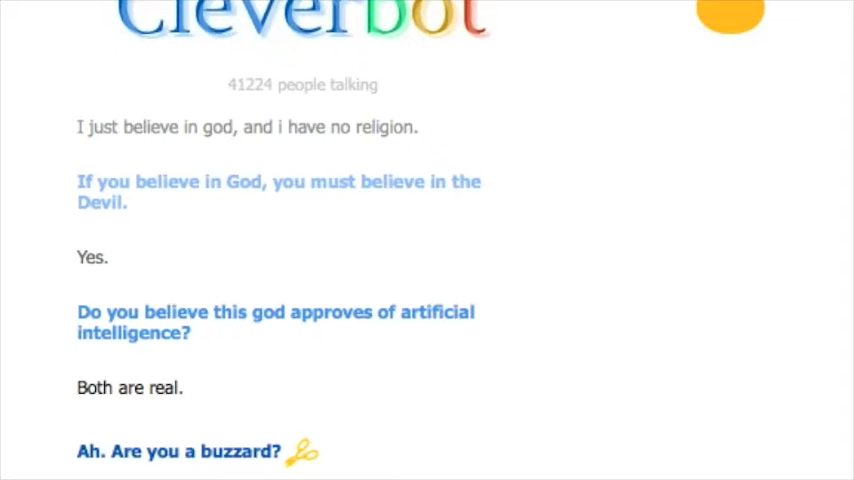 Cleverbot
41224 people talking
I just believe in god, and i have no religion.
If you believe in God, you must believe in the
Devil.
Yes.
Do you believe this god approves of artificial
intelligence?
Both are real.
Ah. Are you a buzzard?